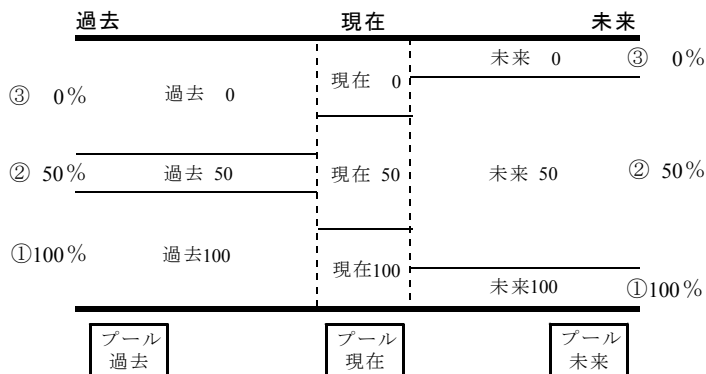 過去 現在 未来
③ 0% 過去 0 現在 0 未来 0 ③ 0%
② 50% 過去 50 現在 50 未来 50 ② 50%
①100% 過去100 現在100 未来100 ①100%
プール プール プール
過去 現在 未来